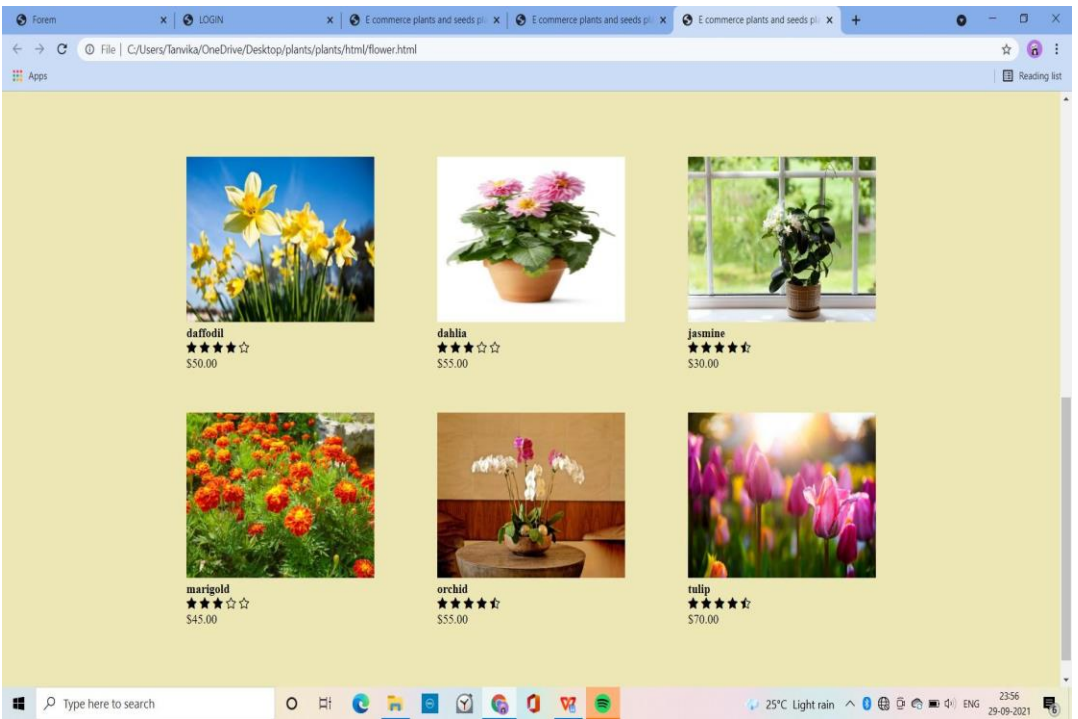 Forem
LOGIN
E commerce plants and seeds pl
E commerce plants and seeds pl
E commerce plants and seeds pl
File | C:/Users/Tanvika/OneDrive/Desktop/plants/plants/html/flower.html
Apps
Reading list
daffodil
$50.00
dahlia
$55.00
jasmine
$30.00
marigold
$45.00
orchid
$55.00
tulip
$70.00
Type here to search
25°C Light rain
ENG
23:56
29-09-2021
6